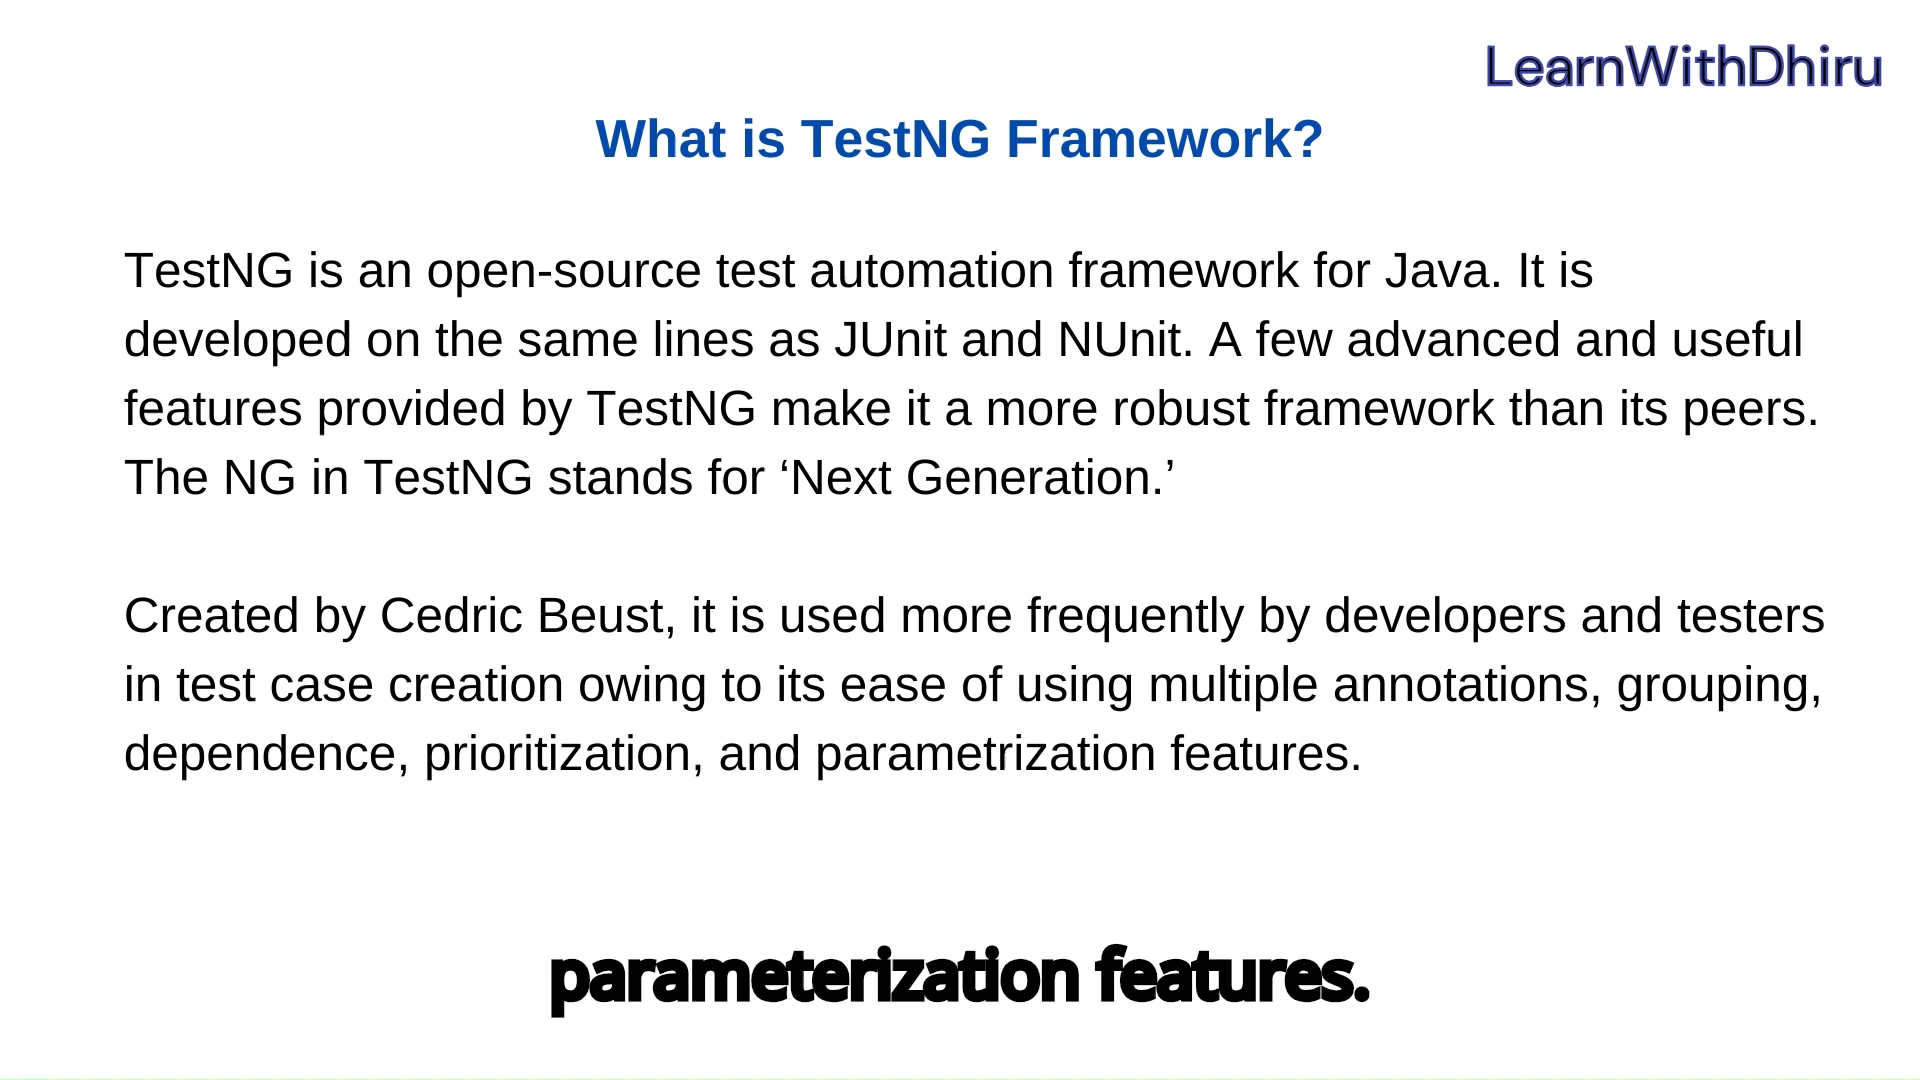 LearnWithDhiru
What is TestNG Framework?
TestNG is an open-source test automation framework for Java. It is
developed on the same lines as JUnit and NUnit. A few advanced and useful
features provided by TestNG make it a more robust framework than its peers.
The NG in TestNG stands for ‘Next Generation.’
Created by Cedric Beust, it is used more frequently by developers and testers
in test case creation owing to its ease of using multiple annotations, grouping,
dependence, prioritization, and parametrization features.
parameterization features.